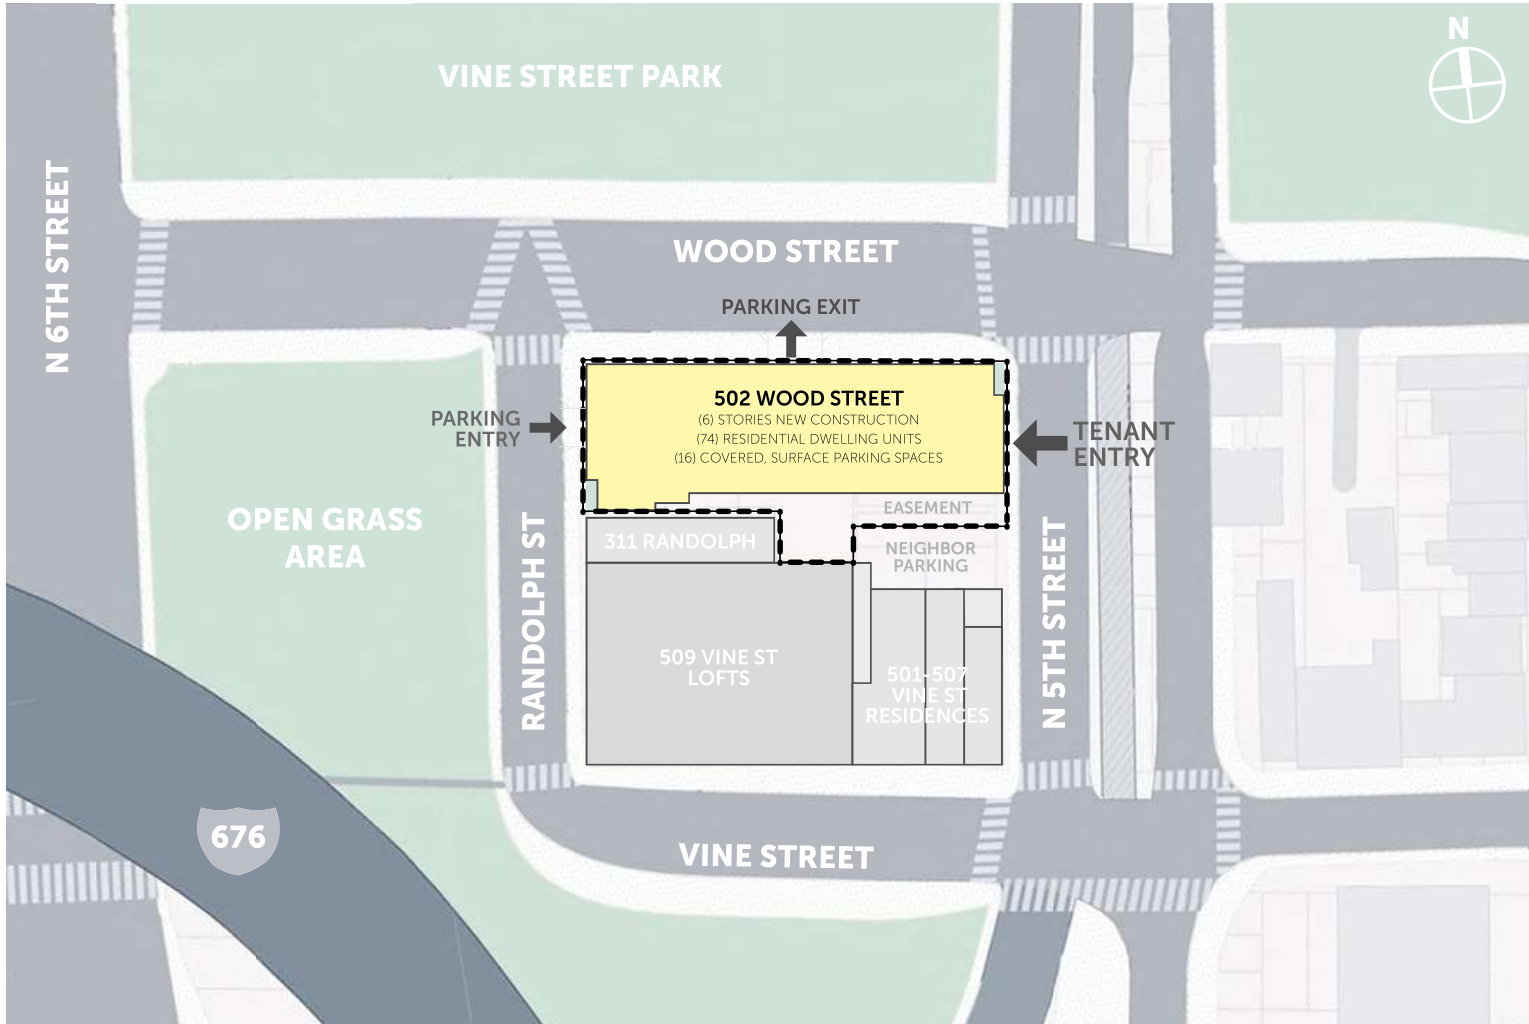 N
VINE STREET PARK
N 6TH STREET
WOOD STREET
PARKING EXIT
502 WOOD STREET
(6) STORIES NEW CONSTRUCTION
(74) RESIDENTIAL DWELLING UNITS
(16) COVERED, SURFACE PARKING SPACES
PARKING
ENTRY
TENANT
ENTRY
OPEN GRASS
AREA
EASEMENT
311 RANDOLPH
NEIGHBOR
PARKING
RANDOLPH ST
N 5TH STREET
509 VINE ST
LOFTS
501-507
VINE ST
RESIDENCES
676
VINE STREET